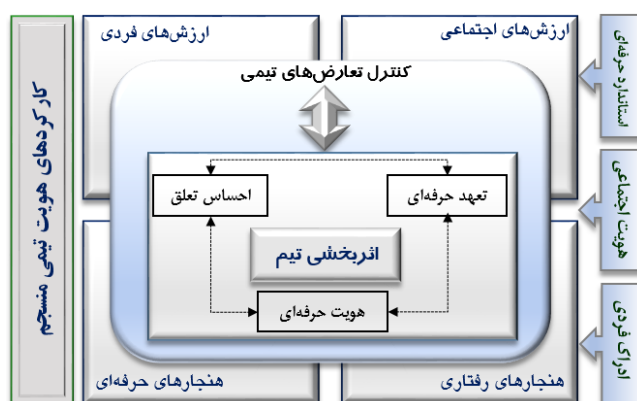 استاندارد حرفه‌ای
هویت اجتماعی
ادراک فردی
ارزش‌های اجتماعی
ارزش‌های فردی
کنترل تعارض‌های تیمی
تعهد حرفه‌ای
احساس تعلق
اثربخشی تیم
هویت حرفه‌ای
هنجارهای رفتاری
هنجارهای حرفه‌ای
کارکردهای هویت تیمی منسجم